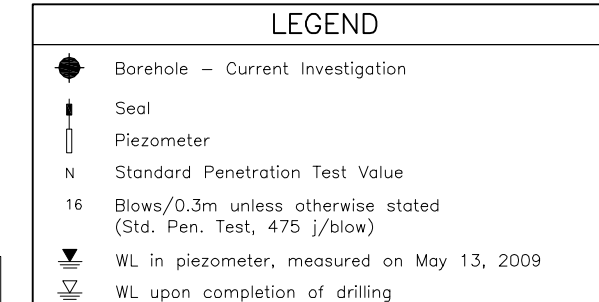 LEGEND
Borehole – Current Investigation
Seal
Piezometer
N Standard Penetration Test Value
16 Blows/0.3m unless otherwise stated
(Std. Pen. Test, 475 j/blow)
WL in piezometer, measured on May 13, 2009
WL upon completion of drilling